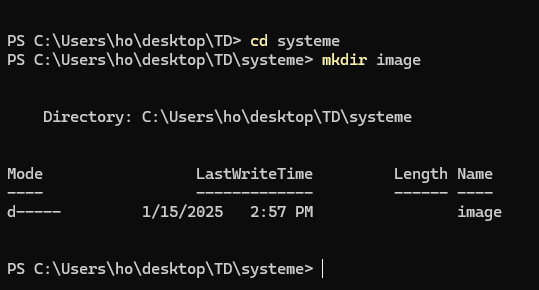 PS C:\Users\ho\desktop\TD> cd systeme
PS C:\Users\ho\desktop\TD\systeme> mkdir image
Directory: C:\Users\ho\desktop\TD\systeme
Mode                 LastWriteTime         Length Name
----                 -------------         ------ ----
d-----         1/15/2025   2:57 PM                image
PS C:\Users\ho\desktop\TD\systeme>